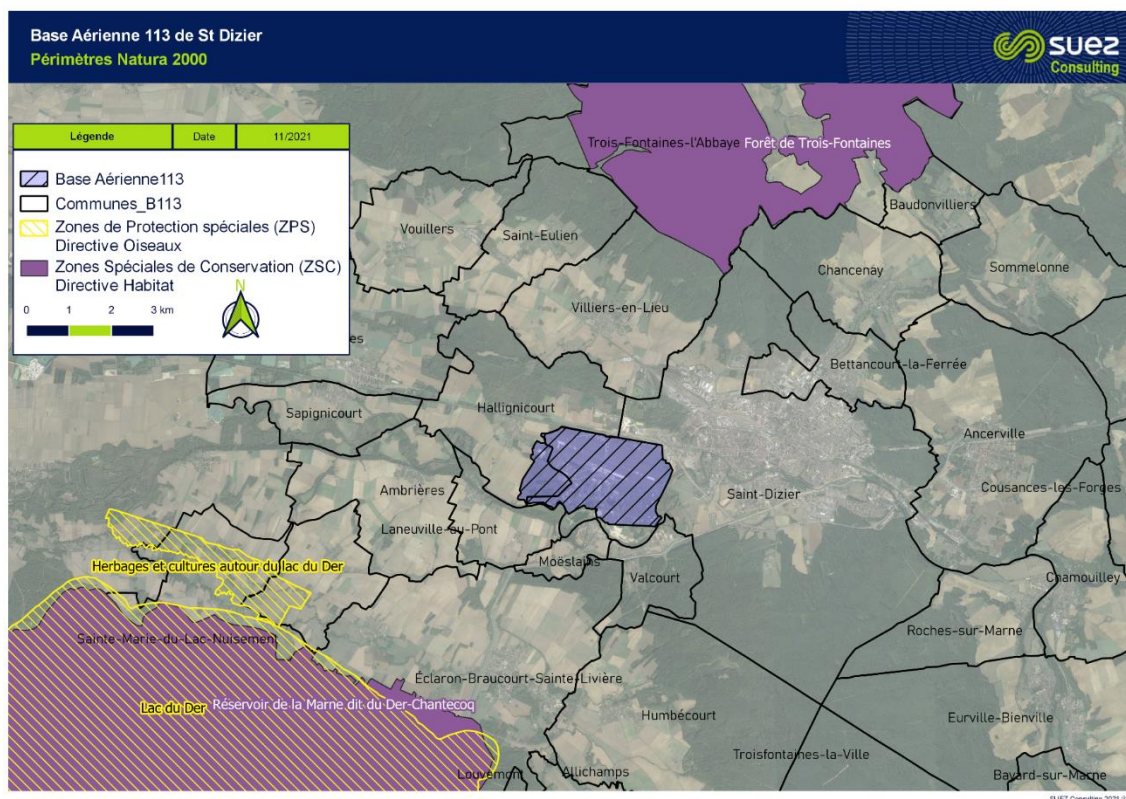 Base Aérienne 113 de St Dizier
Périmètres Natura 2000
suez
Consulting
Légende Date 11/2021
Base Aérienne113
Communes_B113
Zones de Protection spéciales (ZPS)
Directive Oiseaux
Zones Spéciales de Conservation (ZSC)
Directive Habitat
0 1 2 3 km
N
Trois-Fontaines-l'Abbaye
Forêt de Trois-Fontaines
Baudonvilliers
Vouillers
Saint-Eulien
Chancenay
Sommelonne
Villiers-en-Lieu
Bettancourt-la-Ferrée
Sapignicourt
Hallignicourt
Ancerville
Ambrières
Saint-Dizier
Cousances-les-Forges
Laneuville-au-Pont
Moëslains
Valcourt
Herbages et cultures autour du lac du Der
Chamouilley
Roches-sur-Marne
Sainte-Marie-du-Lac-Nuisement
Éclaron-Braucourt-Sainte-Livière
Lac du Der
Réservoir de la Marne dit du Der-Chantecoq
Humbécourt
Eurville-Bienville
Troisfontaines-la-Ville
Louvemont
Allichamps
Bayard-sur-Marne